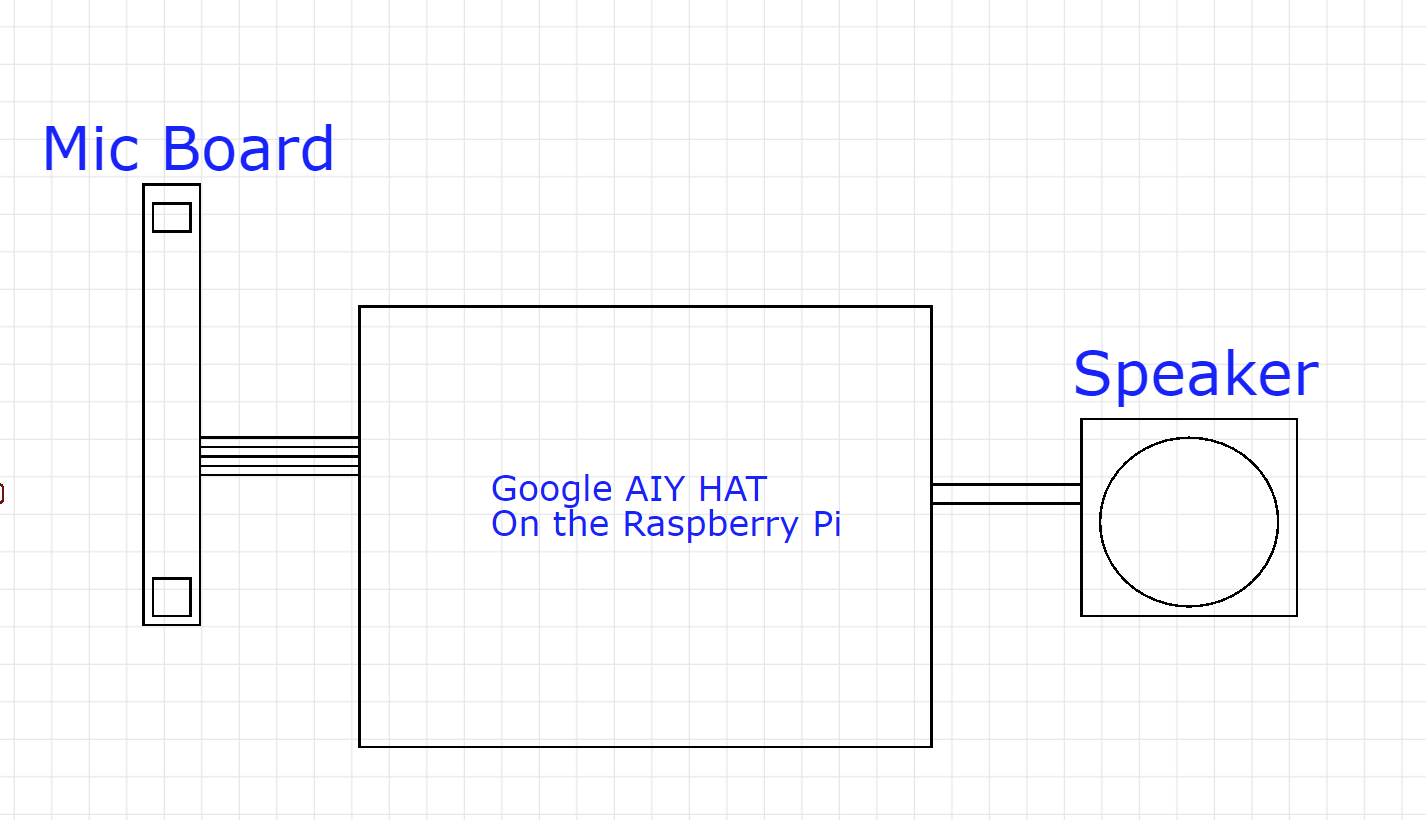 Mic Board
Speaker
Google AIY HAT
On the Raspberry Pi